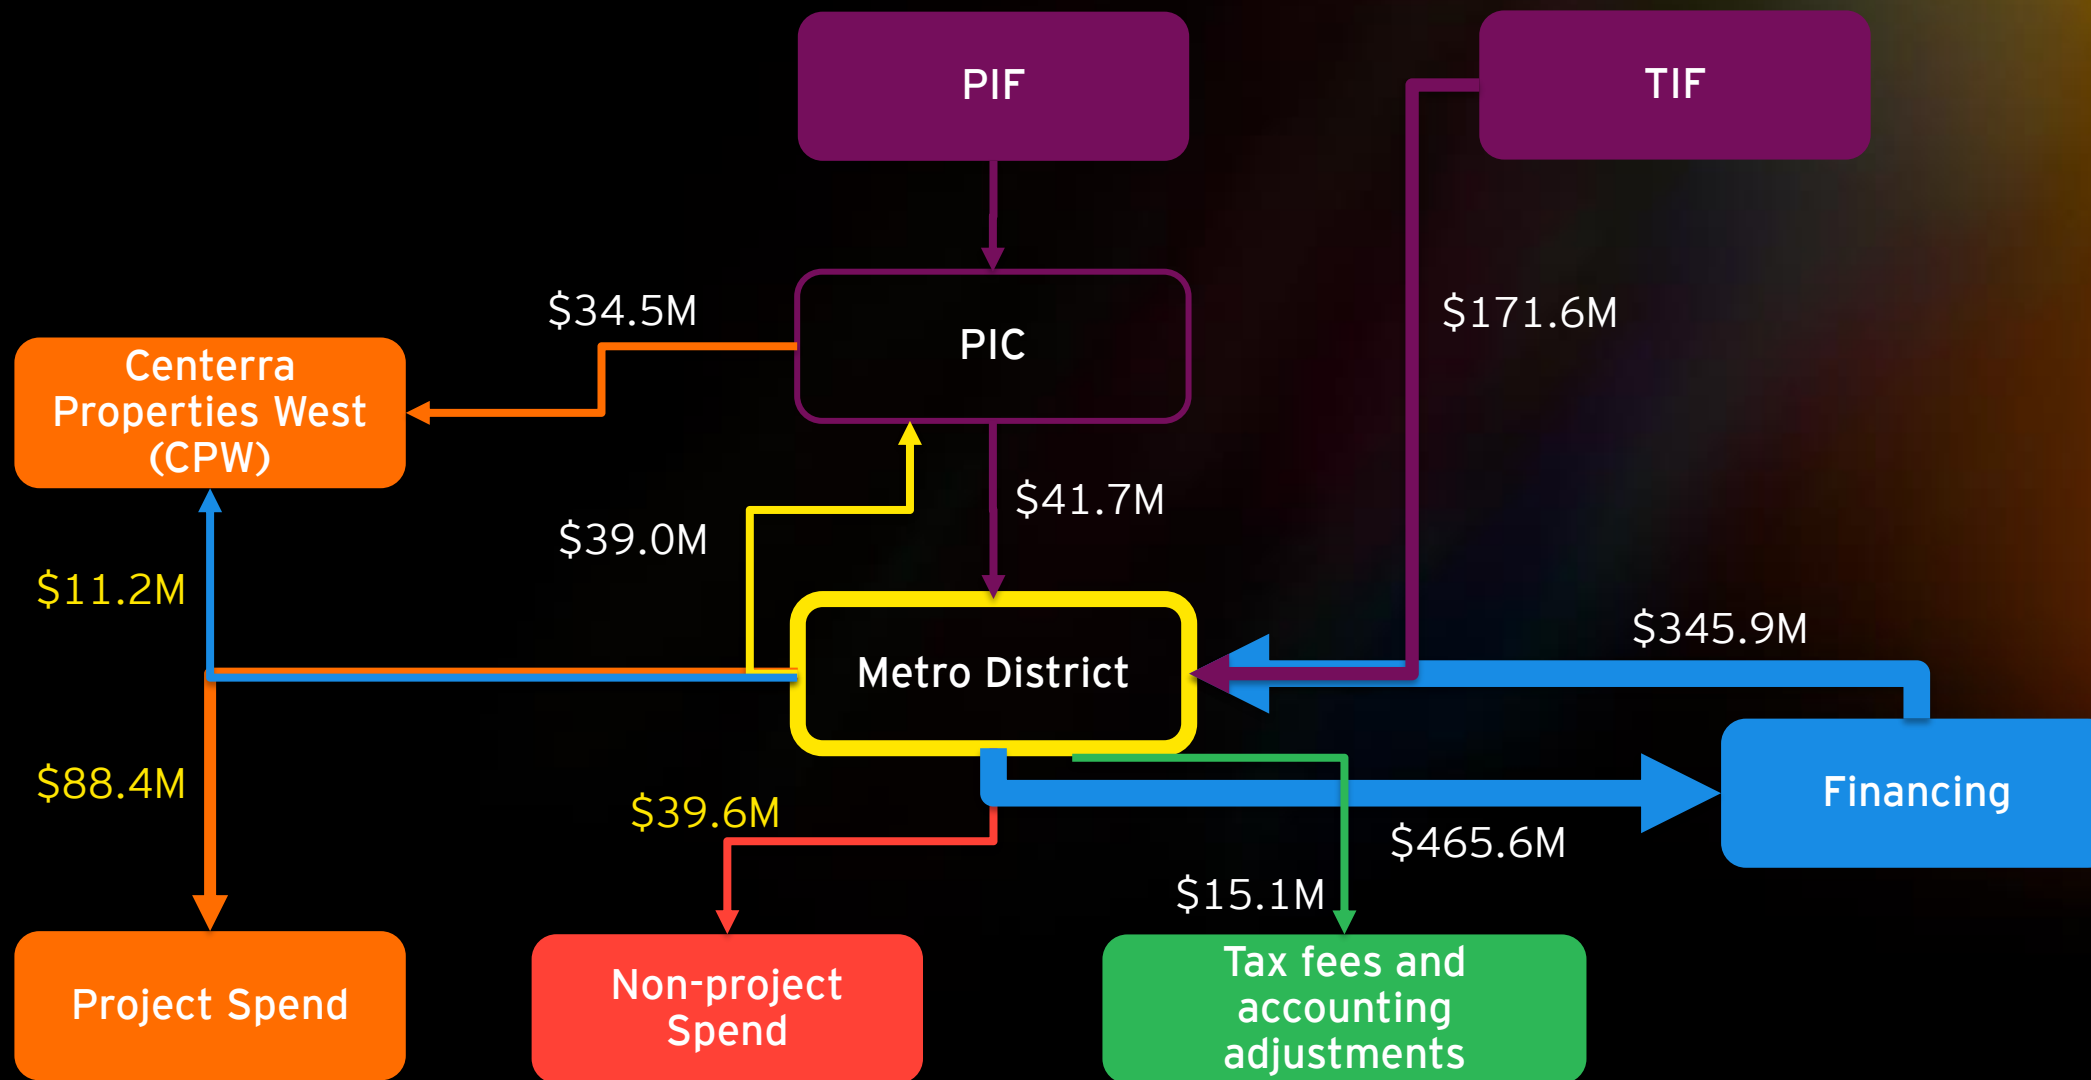 PIF
TIF
$34.5M
$171.6M
PIC
Centerra
Properties West
(CPW)
$41.7M
$39.0M
$11.2M
$345.9M
Metro District
$88.4M
Financing
$39.6M
$465.6M
$15.1M
Project Spend
Non-project
Spend
Tax fees and
accounting
adjustments